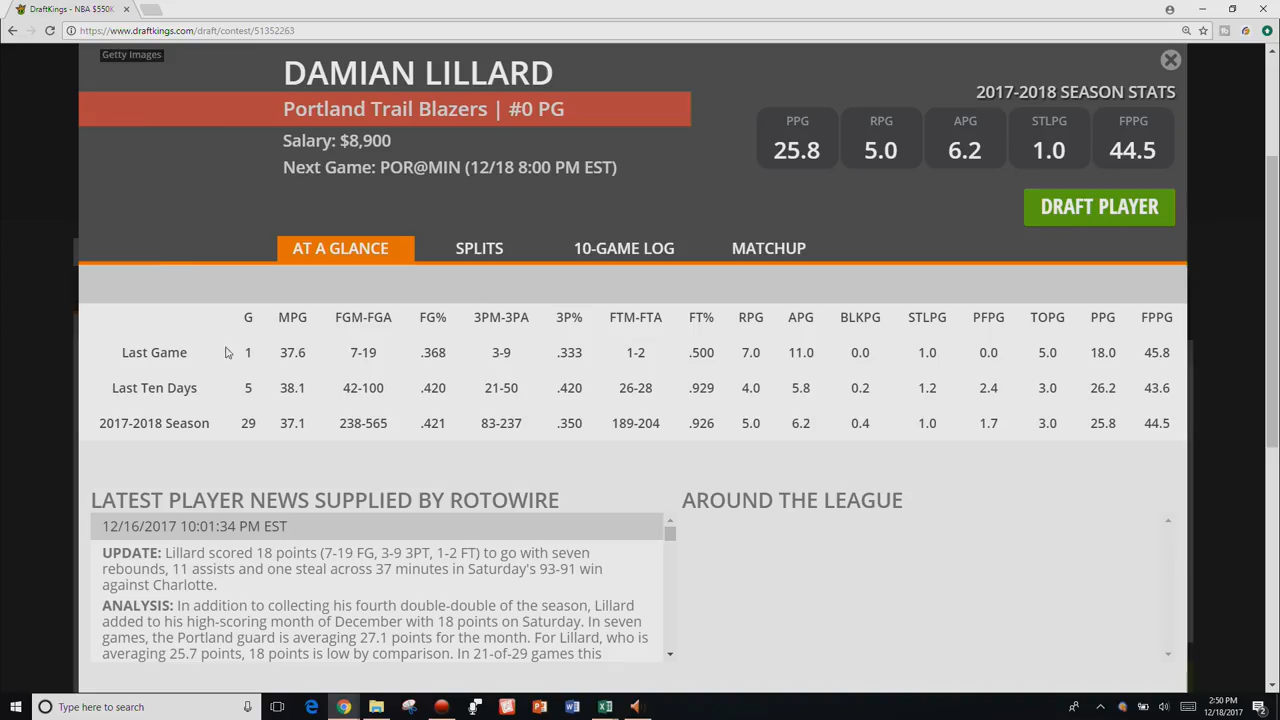 DraftKings - NBA $550K
https://www.draftkings.com/draft/contest/51352263
Getty Images
DAMIAN LILLARD
Portland Trail Blazers | #0 PG
Salary: $8,900
Next Game: POR@MIN (12/18 8:00 PM EST)
2017-2018 SEASON STATS
PPG RPG APG STLPG FPPG
25.8 5.0 6.2 1.0 44.5
DRAFT PLAYER
AT A GLANCE SPLITS 10-GAME LOG MATCHUP
G MPG FGM-FGA FG% 3PM-3PA 3P% FTM-FTA FT% RPG APG BLKPG STLPG PFPG TOPG PPG FPPG
Last Game 1 37.6 7-19 .368 3-9 .333 1-2 .500 7.0 11.0 0.0 1.0 0.0 5.0 18.0 45.8
Last Ten Days 5 38.1 42-100 .420 21-50 .420 26-28 .929 4.0 5.8 0.2 1.2 2.4 3.0 26.2 43.6
2017-2018 Season 29 37.1 238-565 .421 83-237 .350 189-204 .926 5.0 6.2 0.4 1.0 1.7 3.0 25.8 44.5
LATEST PLAYER NEWS SUPPLIED BY ROTOWIRE
12/16/2017 10:01:34 PM EST
UPDATE: Lillard scored 18 points (7-19 FG, 3-9 3PT, 1-2 FT) to go with seven
rebounds, 11 assists and one steal across 37 minutes in Saturday's 93-91 win
against Charlotte.
ANALYSIS: In addition to collecting his fourth double-double of the season, Lillard
added to his high-scoring month of December with 18 points on Saturday. In seven
games, the Portland guard is averaging 27.1 points for the month. For Lillard, who is
averaging 25.7 points, 18 points is low by comparison. In 21-of-29 games this
AROUND THE LEAGUE
Type here to search
2:50 PM
12/18/2017